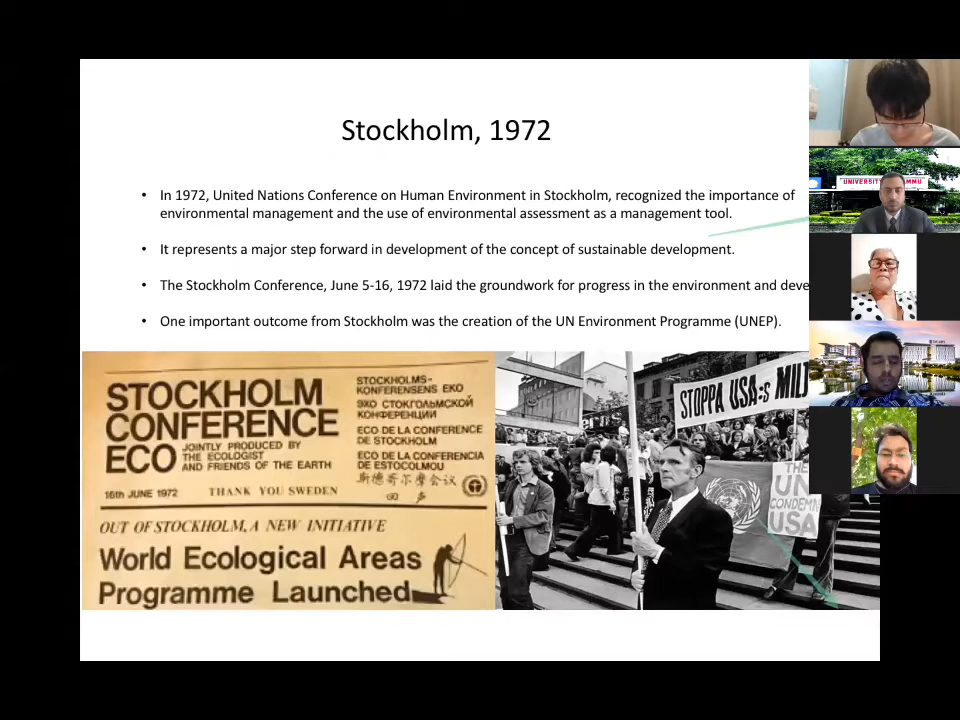 Stockholm, 1972
• In 1972, United Nations Conference on Human Environment in Stockholm, recognized the importance of
environmental management and the use of environmental assessment as a management tool.
• It represents a major step forward in development of the concept of sustainable development.
• The Stockholm Conference, June 5-16, 1972 laid the groundwork for progress in the environment and deve
• One important outcome from Stockholm was the creation of the UN Environment Programme (UNEP).
STOCKHOLM
CONFERENCE
ECO
JOINTLY PRODUCED BY
THE ECOLOGIST
AND FRIENDS OF THE EARTH
STOCKHOLMS-
KONFERENSENS EKO
ЭХО СТОКГОЛЬМСКОЙ
КОНФЕРЕНЦИИ
ECO DE LA CONFERENCE
DE STOCKHOLM
ECO DE LA CONFERENCIA
DE ESTOCOLMOU
斯德哥尔摩会议
16th JUNE 1972 THANK YOU SWEDEN
OUT OF STOCKHOLM, A NEW INITIATIVE
World Ecological Areas
Programme Launched
STOPPA USA:s MILJ
THE
UN
CONDEMN
USA
UNIVERSITY